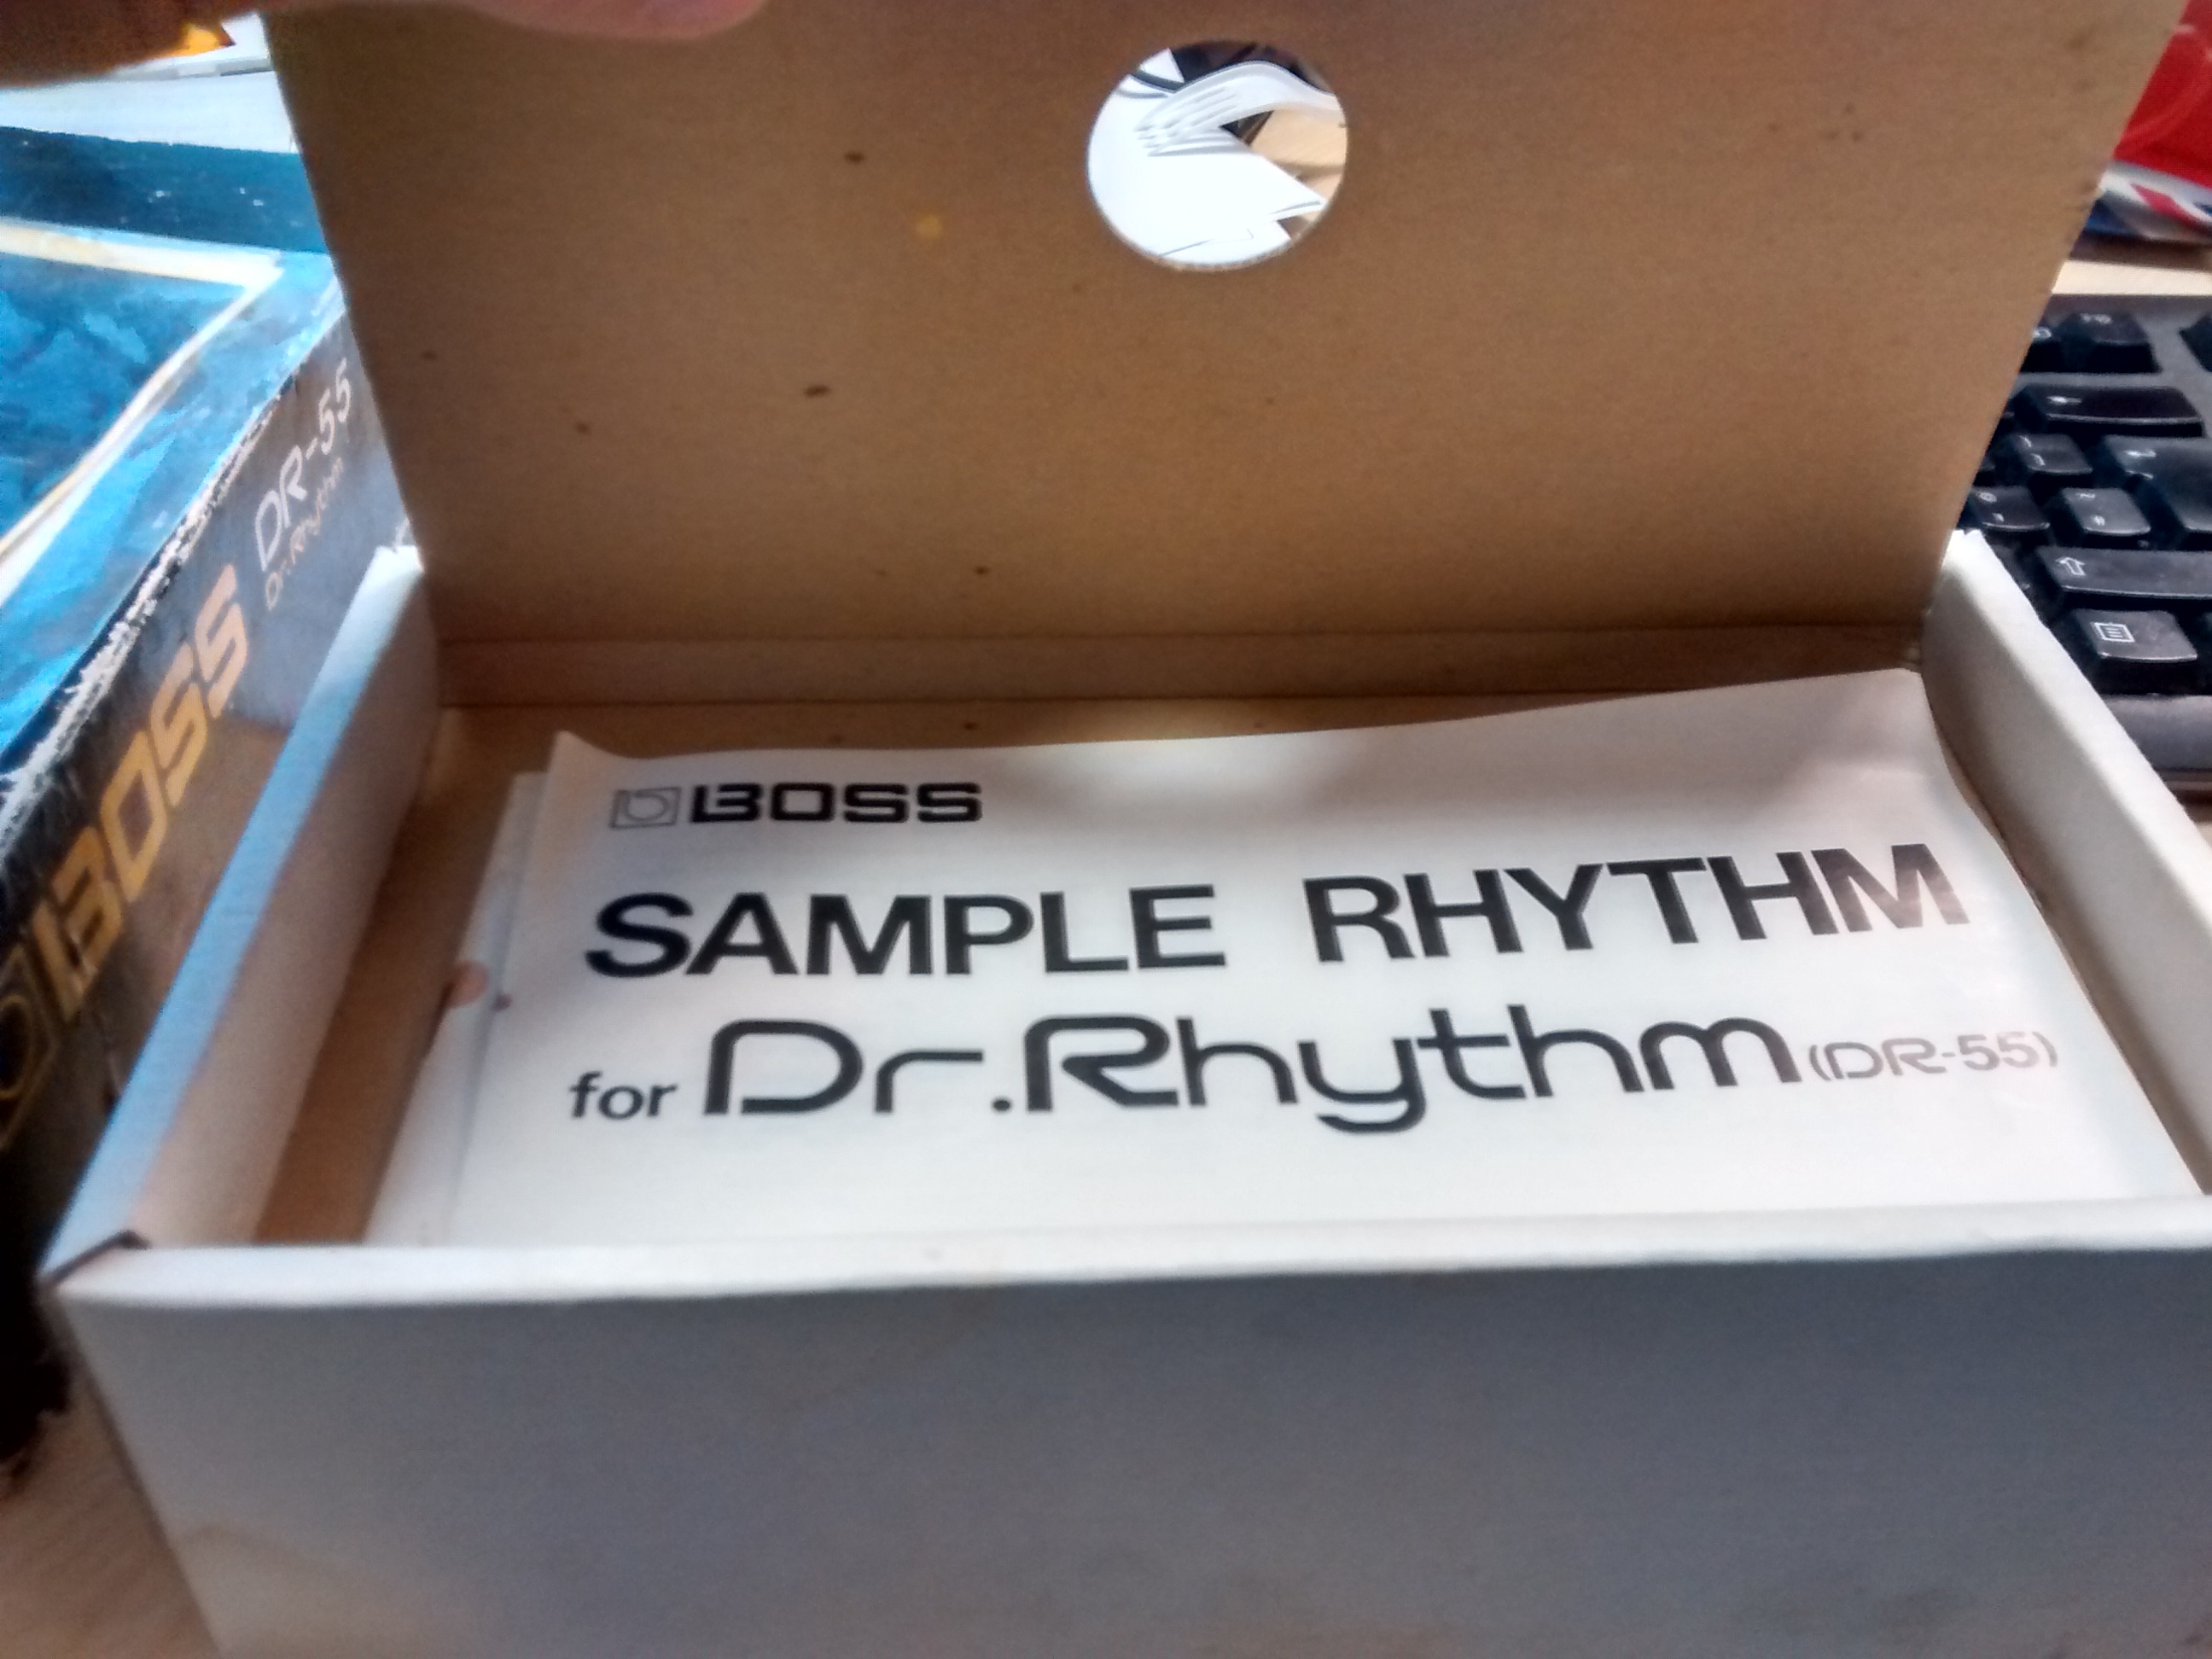 DR-55
Dr.Rhythm
BOSS
BOSS
SAMPLE RHYTHM
for Dr.Rhythm (DR-55)